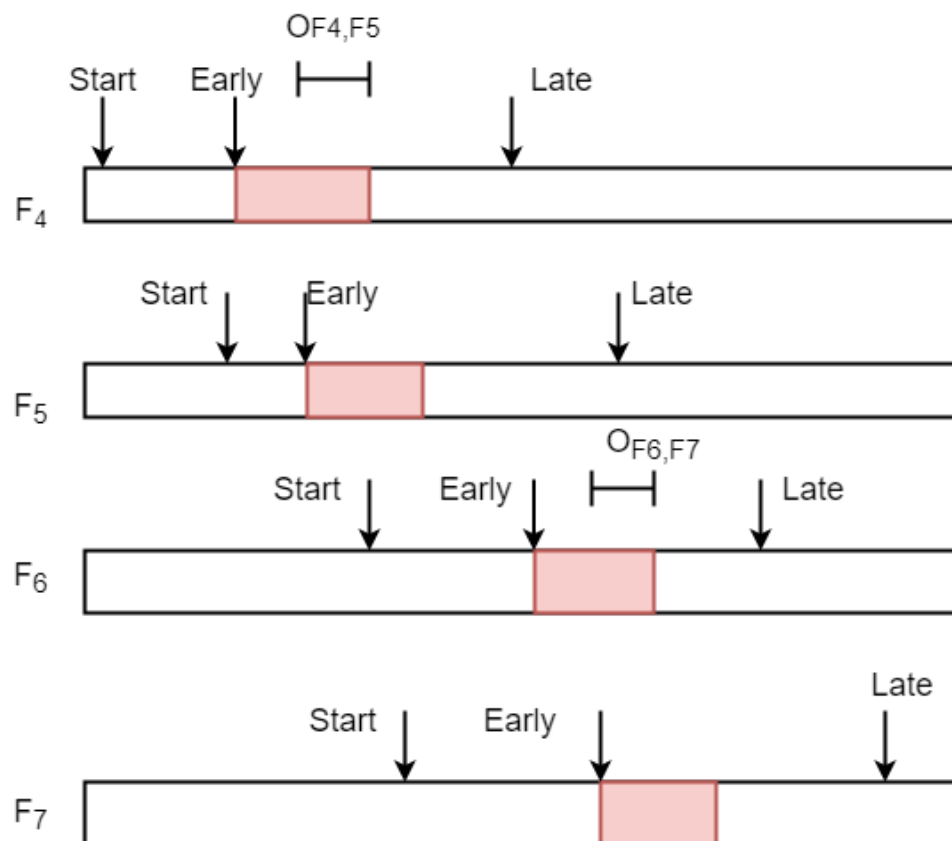 OF4,F5
Start Early Late
F4
Start Early Late
F5
OF6,F7
Start Early Late
F6
Late
Start Early
F7